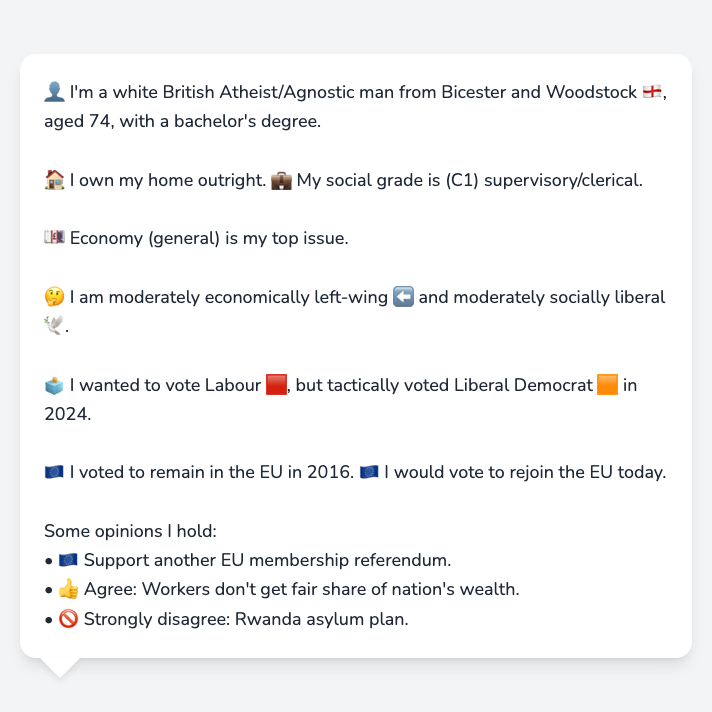 👤 I'm a white British Atheist/Agnostic man from Bicester and Woodstock 🏴󠁧󠁢󠁥󠁮󠁧󠁿,
aged 74, with a bachelor's degree.
🏠 I own my home outright. 💼 My social grade is (C1) supervisory/clerical.
💷 Economy (general) is my top issue.
🤔 I am moderately economically left-wing ⬅️ and moderately socially liberal
🕊️.
🗳️ I wanted to vote Labour 🟥, but tactically voted Liberal Democrat 🟧 in
2024.
🇪🇺 I voted to remain in the EU in 2016. 🇪🇺 I would vote to rejoin the EU today.
Some opinions I hold:
• 🇪🇺 Support another EU membership referendum.
• 👍 Agree: Workers don't get fair share of nation's wealth.
• 🚫 Strongly disagree: Rwanda asylum plan.